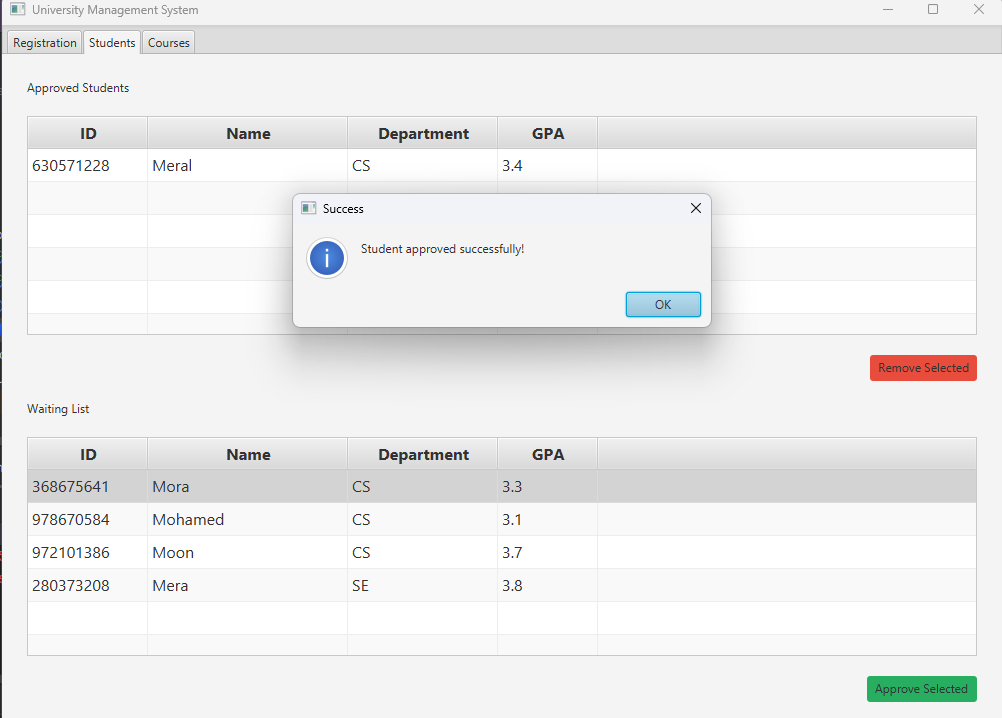 University Management System
Registration Students Courses
Approved Students
ID Name Department GPA
630571228 Meral CS 3.4
Success
Student approved successfully!
OK
Remove Selected
Waiting List
ID Name Department GPA
368675641 Mora CS 3.3
978670584 Mohamed CS 3.1
972101386 Moon CS 3.7
280373208 Mera SE 3.8
Approve Selected